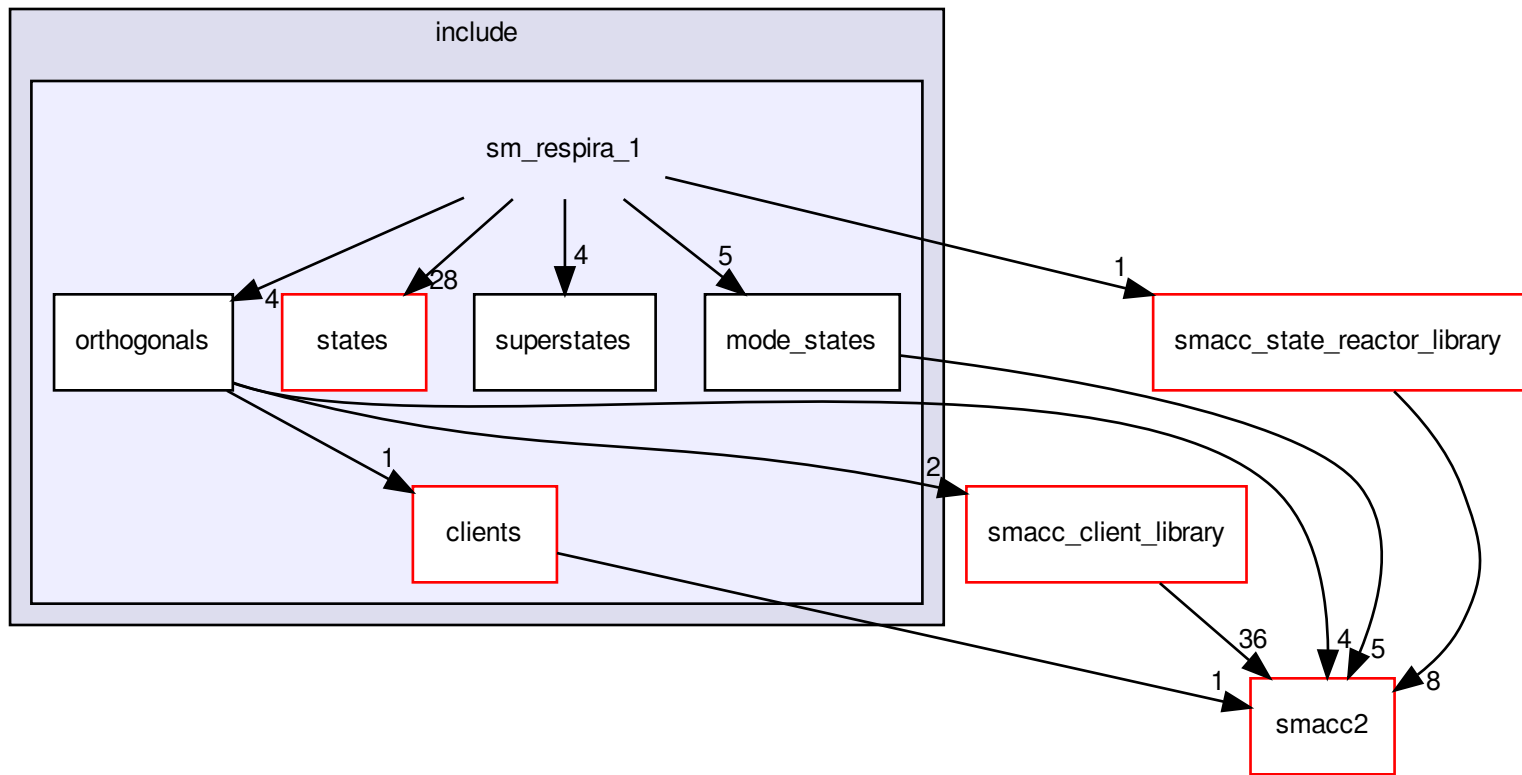 include
sm_respira_1
4
28
4
5
1
orthogonals
states
superstates
mode_states
smacc_state_reactor_library
1
2
clients
smacc_client_library
36
4
5
1
8
smacc2